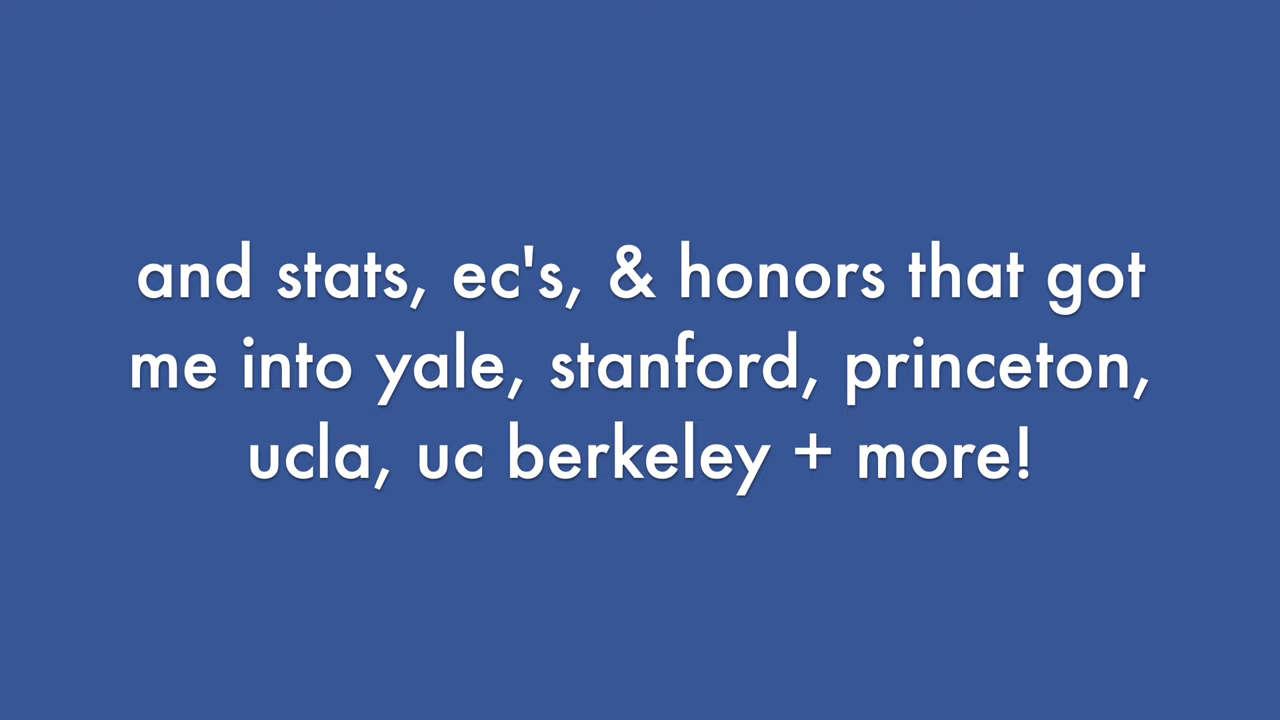 and stats, ec's, & honors that got
me into yale, stanford, princeton,
ucla, uc berkeley + more!